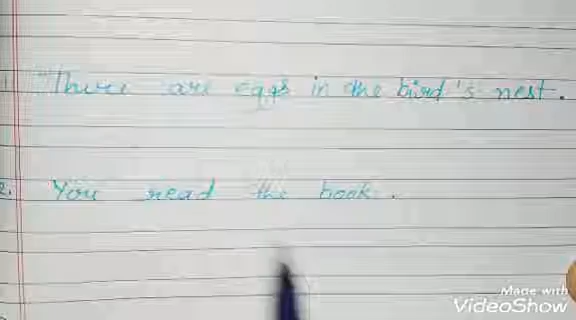 1. There are eggs in the bird's nest.
2. You read the book.
Made with
VideoShow